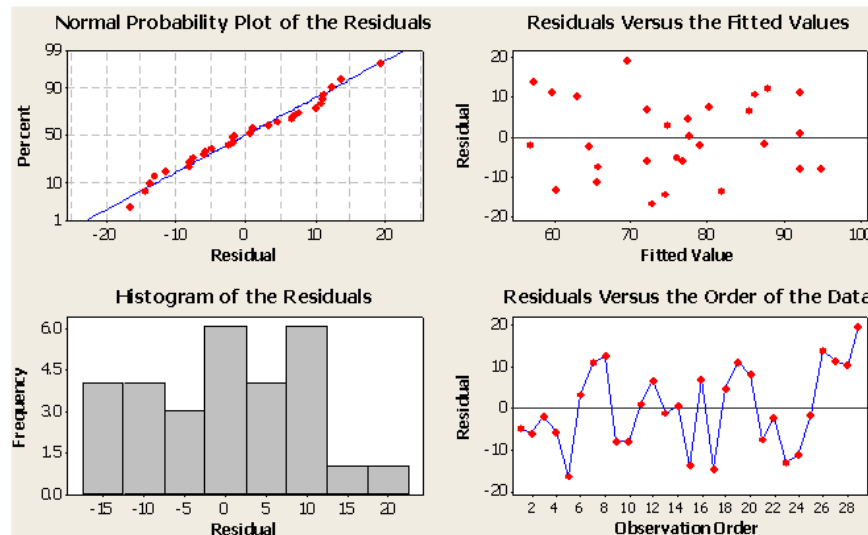 Normal Probability Plot of the Residuals
99
90
50
10
1
Percent
-20 -10 0 10 20
Residual
Residuals Versus the Fitted Values
20
10
0
-10
-20
Residual
60 70 80 90 100
Fitted Value
Histogram of the Residuals
6.0
4.5
3.0
1.5
0.0
Frequency
-15 -10 -5 0 5 10 15 20
Residual
Residuals Versus the Order of the Data
20
10
0
-10
-20
Residual
2 4 6 8 10 12 14 16 18 20 22 24 26 28
Observation Order